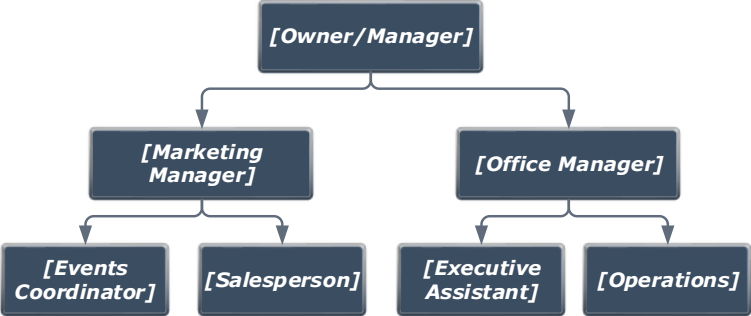 [Owner/Manager]
[Marketing
Manager]
[Office Manager]
[Events
Coordinator]
[Salesperson]
[Executive
Assistant]
[Operations]